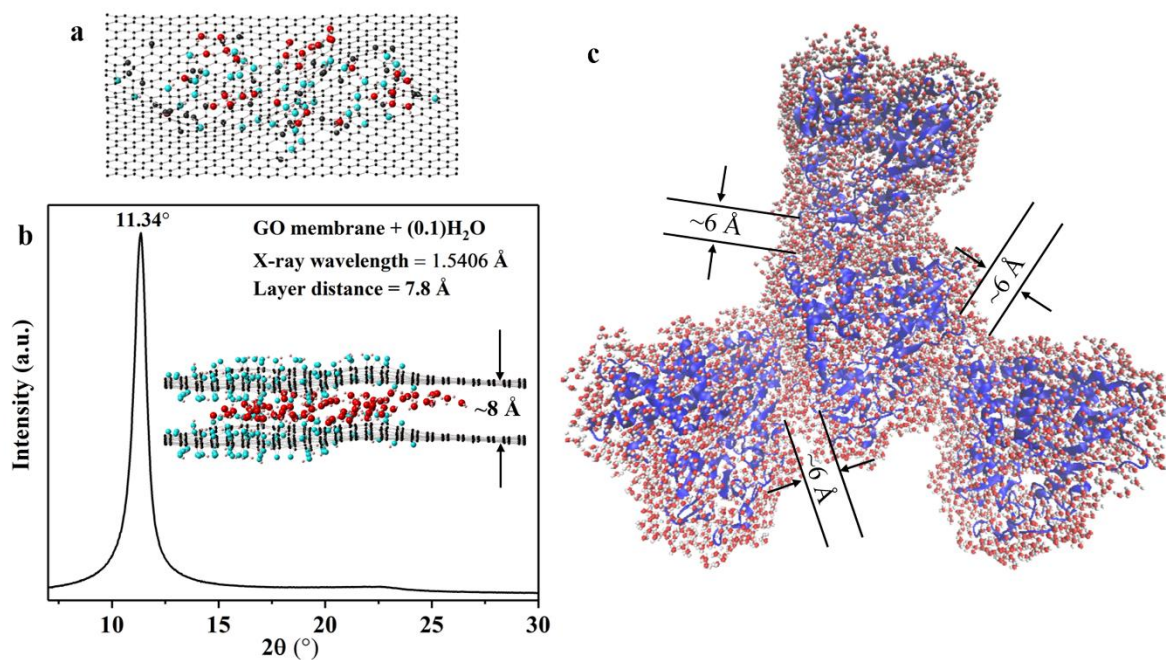 a
b
11.34°
GO membrane + (0.1)H₂O
X-ray wavelength = 1.5406 Å
Layer distance = 7.8 Å
~8 Å
Intensity (a.u.)
10 15 20 25 30
2θ (°)
c
~6 Å
~6 Å
~6 Å